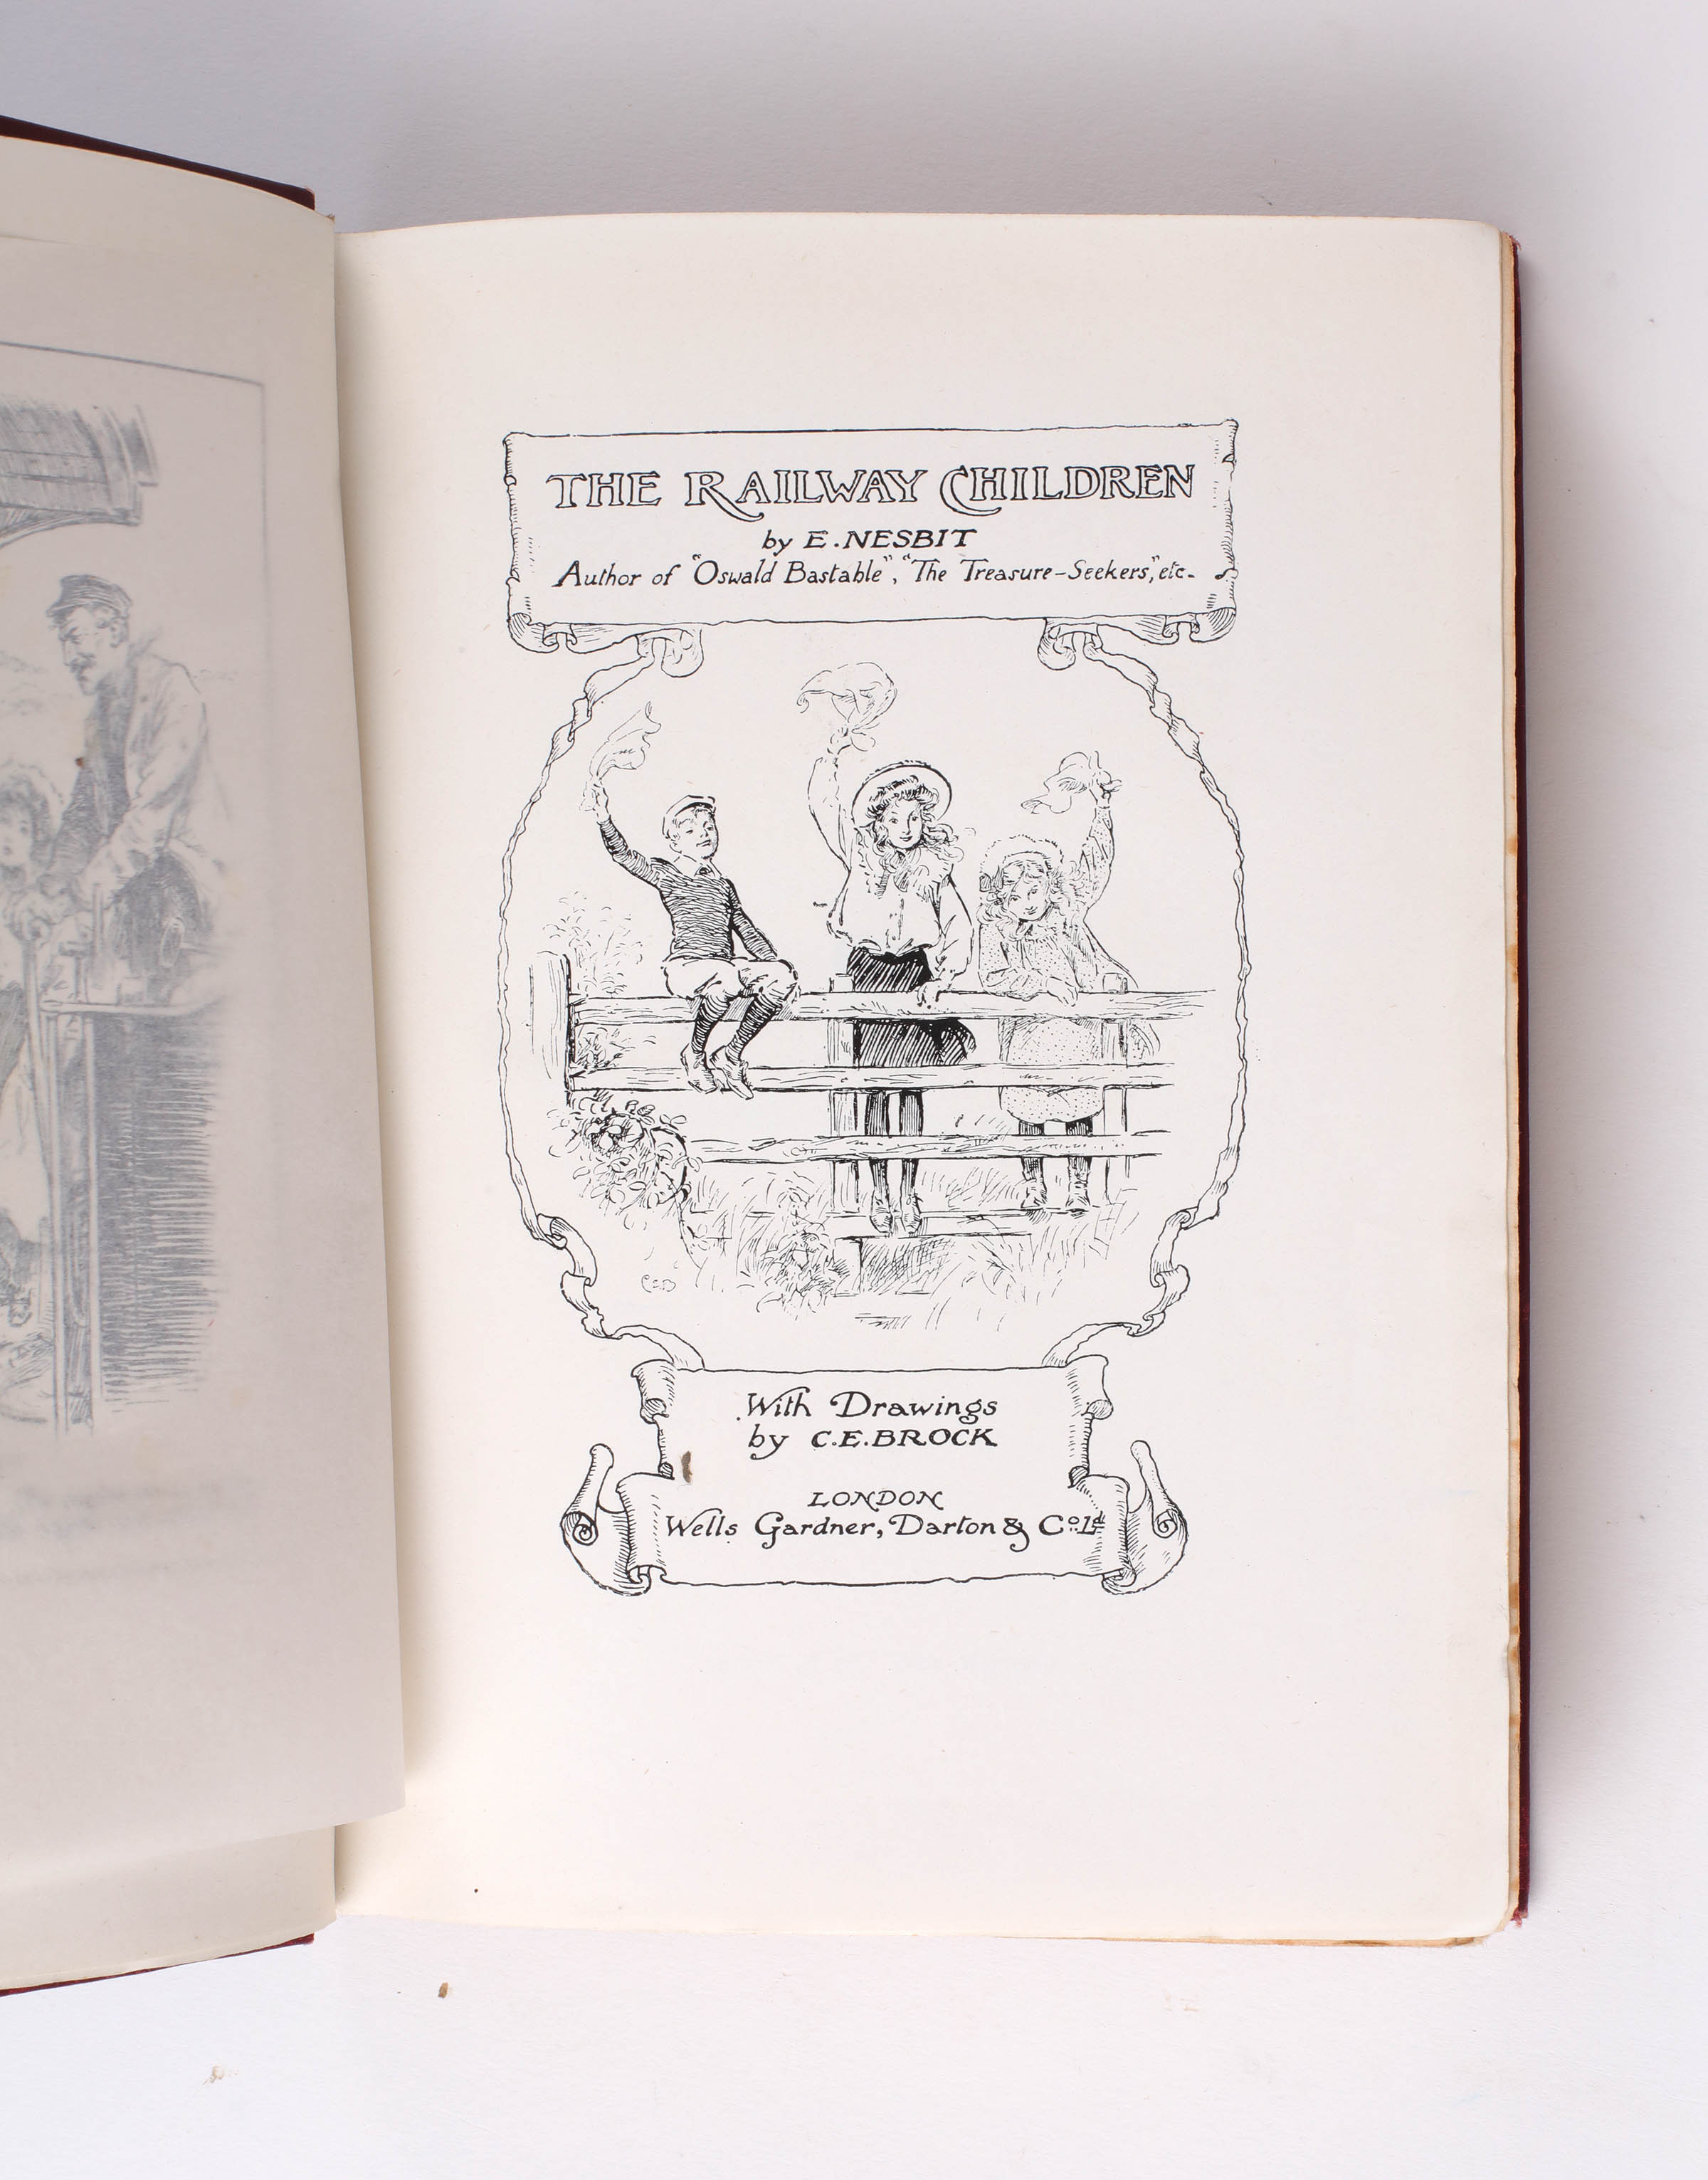 THE RAILWAY CHILDREN
by E. NESBIT
Author of "Oswald Bastable", "The Treasure-Seekers," etc.
CEB
With Drawings
by C.E. BROCK
LONDON
Wells Gardner, Darton & Co. Ld